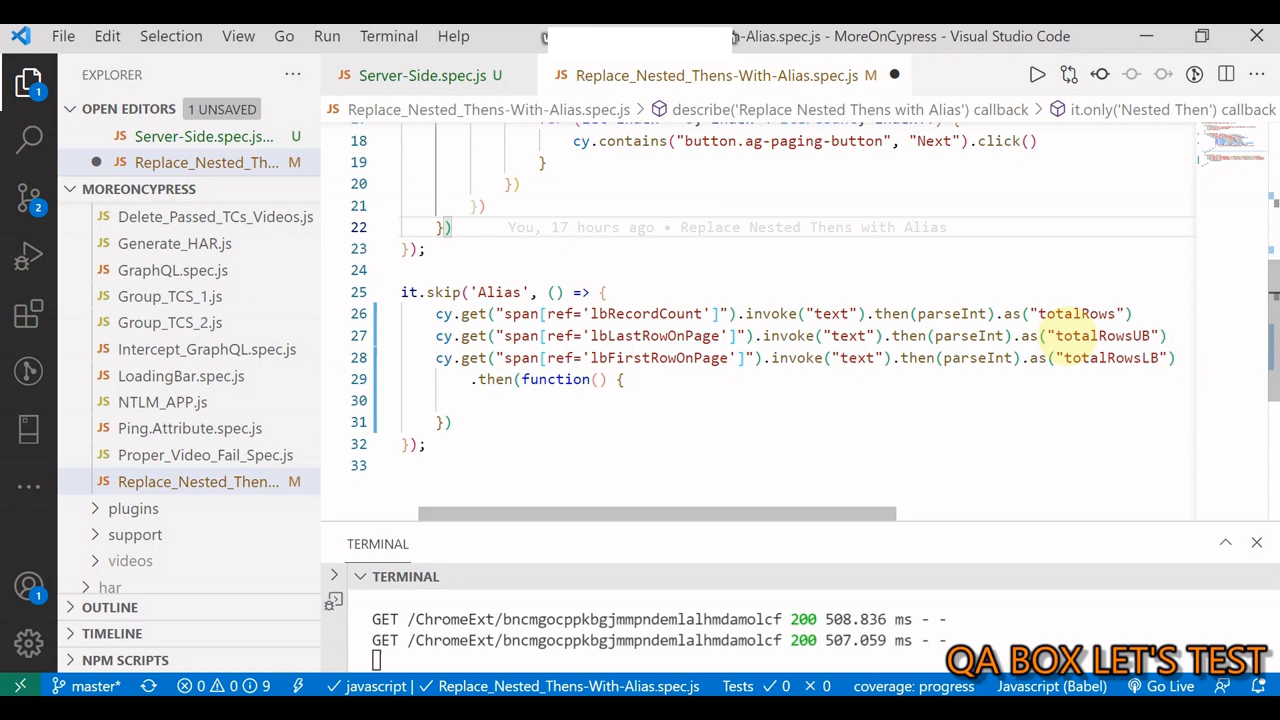 File Edit Selection View Go Run Terminal Help
-Alias.spec.js - MoreOnCypress - Visual Studio Code
EXPLORER
Server-Side.spec.js U
Replace_Nested_Thens-With-Alias.spec.js M
OPEN EDITORS 1 UNSAVED
Server-Side.spec.js... U
Replace_Nested_Th... M
MOREONCYPRESS
Delete_Passed_TCs_Videos.js
Generate_HAR.js
GraphQL.spec.js
Group_TCS_1.js
Group_TCS_2.js
Intercept_GraphQL.spec.js
LoadingBar.spec.js
NTLM_APP.js
Ping.Attribute.spec.js
Proper_Video_Fail_Spec.js
Replace_Nested_Then... M
plugins
support
videos
har
OUTLINE
TIMELINE
NPM SCRIPTS
1
2
1
1
Replace_Nested_Thens-With-Alias.spec.js > describe('Replace Nested Thens with Alias') callback > it.only('Nested Then') callback
18 cy.contains("button.ag-paging-button", "Next").click()
19 }
20 })
21 })
22 }) You, 17 hours ago • Replace Nested Thens with Alias
23 });
24
25 it.skip('Alias', () => {
26 cy.get("span[ref='lbRecordCount']").invoke("text").then(parseInt).as("totalRows")
27 cy.get("span[ref='lbLastRowOnPage']").invoke("text").then(parseInt).as("totalRowsUB")
28 cy.get("span[ref='lbFirstRowOnPage']").invoke("text").then(parseInt).as("totalRowsLB")
29 .then(function() {
30
31 })
32 });
33
TERMINAL
TERMINAL
GET /ChromeExt/bncmgocppkbgjmmpndemlalhmdamolcf 200 508.836 ms - -
GET /ChromeExt/bncmgocppkbgjmmpndemlalhmdamolcf 200 507.059 ms - -
QA BOX LET'S TEST
master* 0 0 9 javascript | Replace_Nested_Thens-With-Alias.spec.js Tests 0 0 coverage: progress Javascript (Babel) Go Live